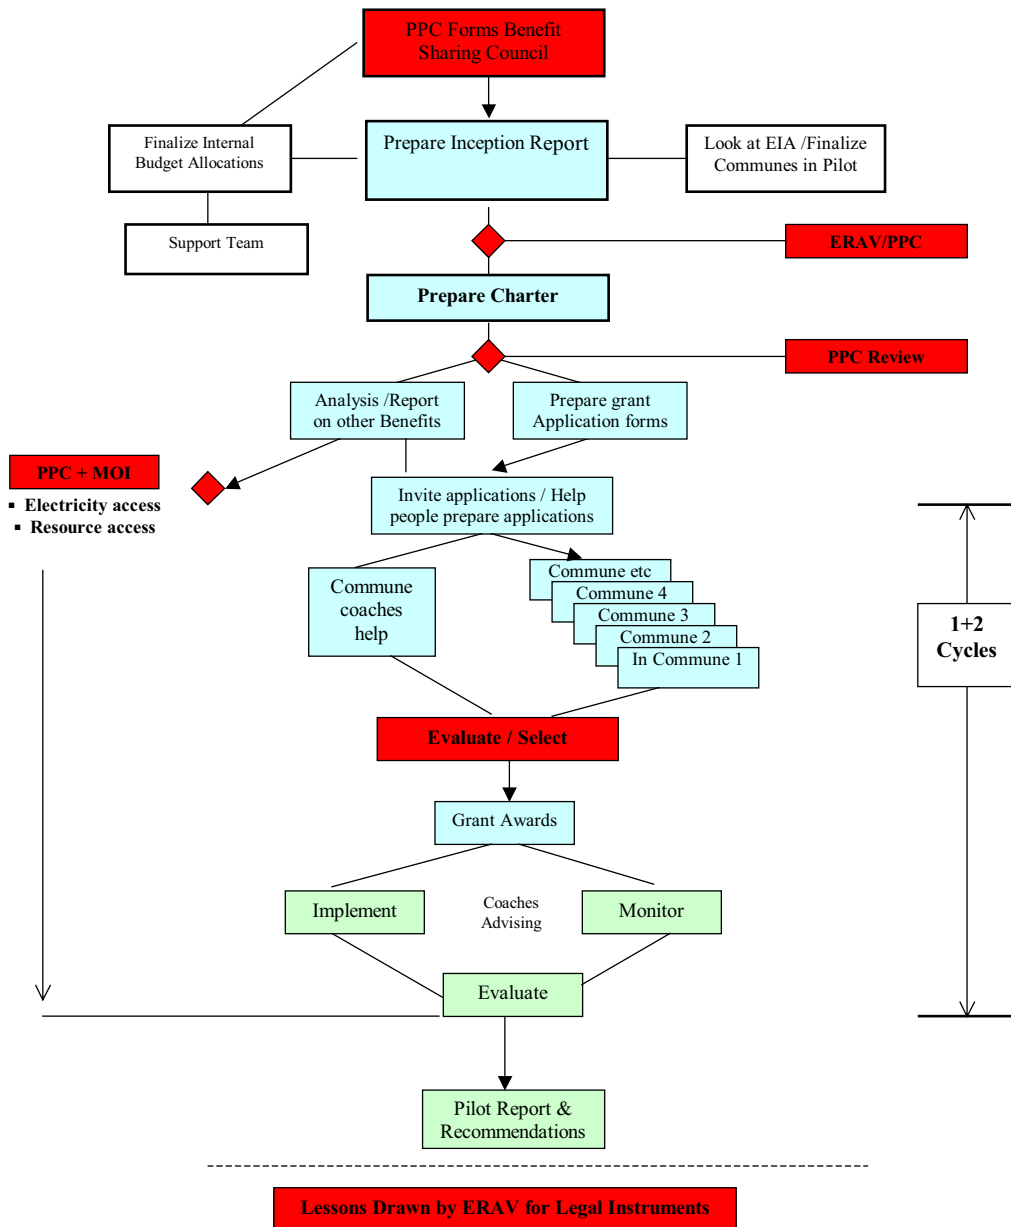 PPC Forms Benefit
Sharing Council
Finalize Internal
Budget Allocations
Prepare Inception Report
Look at EIA /Finalize
Communes in Pilot
Support Team
ERAV/PPC
Prepare Charter
PPC Review
Analysis /Report
on other Benefits
Prepare grant
Application forms
PPC + MOI
▪ Electricity access
▪ Resource access
Invite applications / Help
people prepare applications
Commune
coaches
help
Commune etc
Commune 4
Commune 3
Commune 2
In Commune 1
1+2
Cycles
Evaluate / Select
Grant Awards
Implement
Coaches
Advising
Monitor
Evaluate
Pilot Report &
Recommendations
Lessons Drawn by ERAV for Legal Instruments